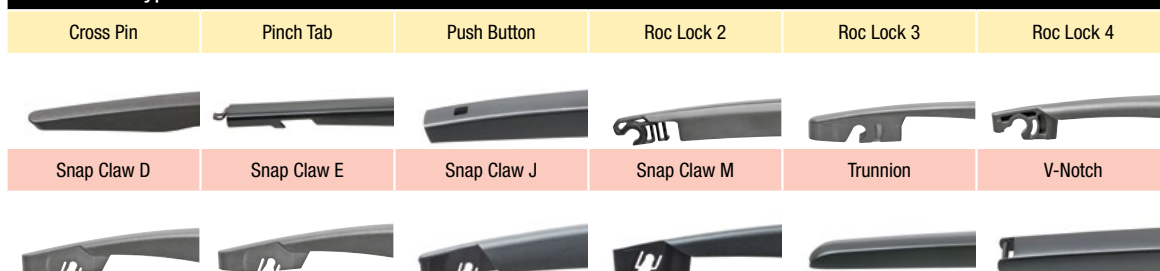 Cross Pin
Pinch Tab
Push Button
Roc Lock 2
Roc Lock 3
Roc Lock 4
Snap Claw D
Snap Claw E
Snap Claw J
Snap Claw M
Trunnion
V-Notch